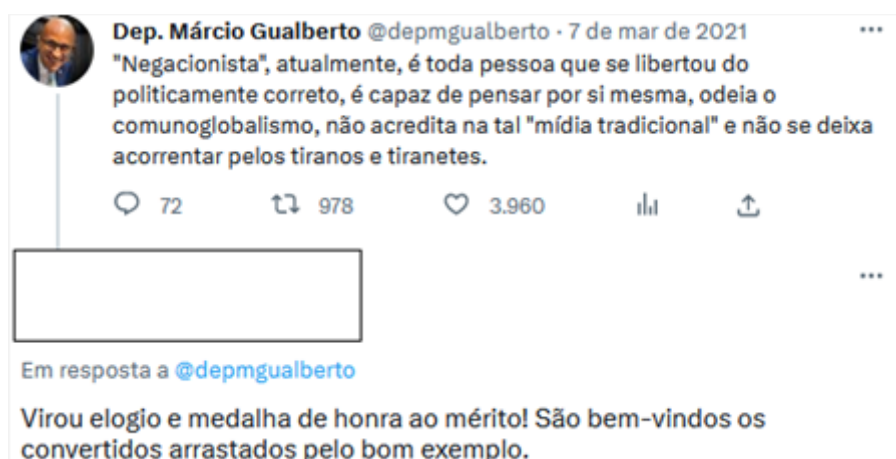 Dep. Márcio Gualberto @depmgualberto · 7 de mar de 2021
"Negacionista", atualmente, é toda pessoa que se libertou do
politicamente correto, é capaz de pensar por si mesma, odeia o
comunoglobalismo, não acredita na tal "mídia tradicional" e não se deixa
acorrentar pelos tiranos e tiranetes.
72 978 3.960
Em resposta a @depmgualberto
Virou elogio e medalha de honra ao mérito! São bem-vindos os
convertidos arrastados pelo bom exemplo.